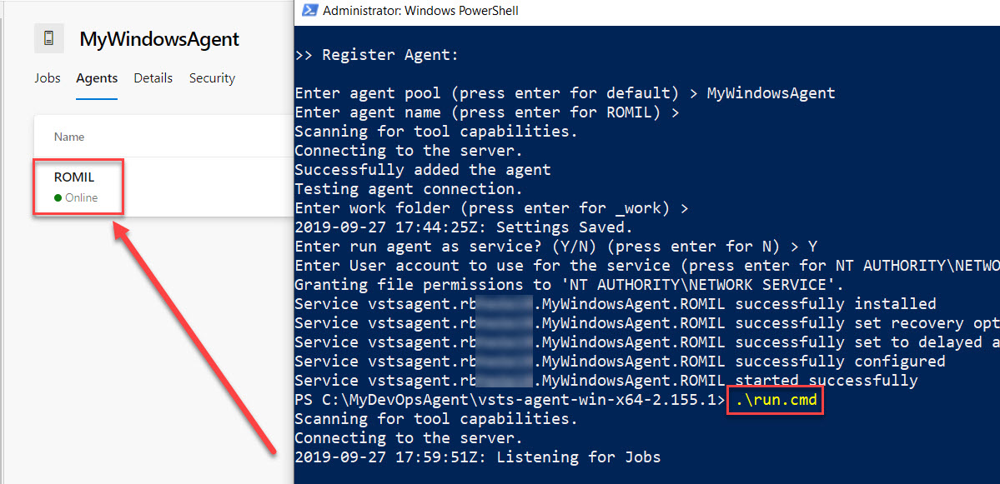 MyWindowsAgent
Jobs Agents Details Security
Name
ROMIL
Online
Administrator: Windows PowerShell
>> Register Agent:
Enter agent pool (press enter for default) > MyWindowsAgent
Enter agent name (press enter for ROMIL) >
Scanning for tool capabilities.
Connecting to the server.
Successfully added the agent
Testing agent connection.
Enter work folder (press enter for _work) >
2019-09-27 17:44:25Z: Settings Saved.
Enter run agent as service? (Y/N) (press enter for N) > Y
Enter User account to use for the service (press enter for NT AUTHORITY\NETWO
Granting file permissions to 'NT AUTHORITY\NETWORK SERVICE'.
Service vstsagent.rb .MyWindowsAgent.ROMIL successfully installed
Service vstsagent.rb .MyWindowsAgent.ROMIL successfully set recovery opt
Service vstsagent.rb .MyWindowsAgent.ROMIL successfully set to delayed a
Service vstsagent.rb .MyWindowsAgent.ROMIL successfully configured
Service vstsagent.rb .MyWindowsAgent.ROMIL started successfully
PS C:\MyDevOpsAgent\vsts-agent-win-x64-2.155.1> .\run.cmd
Scanning for tool capabilities.
Connecting to the server.
2019-09-27 17:59:51Z: Listening for Jobs